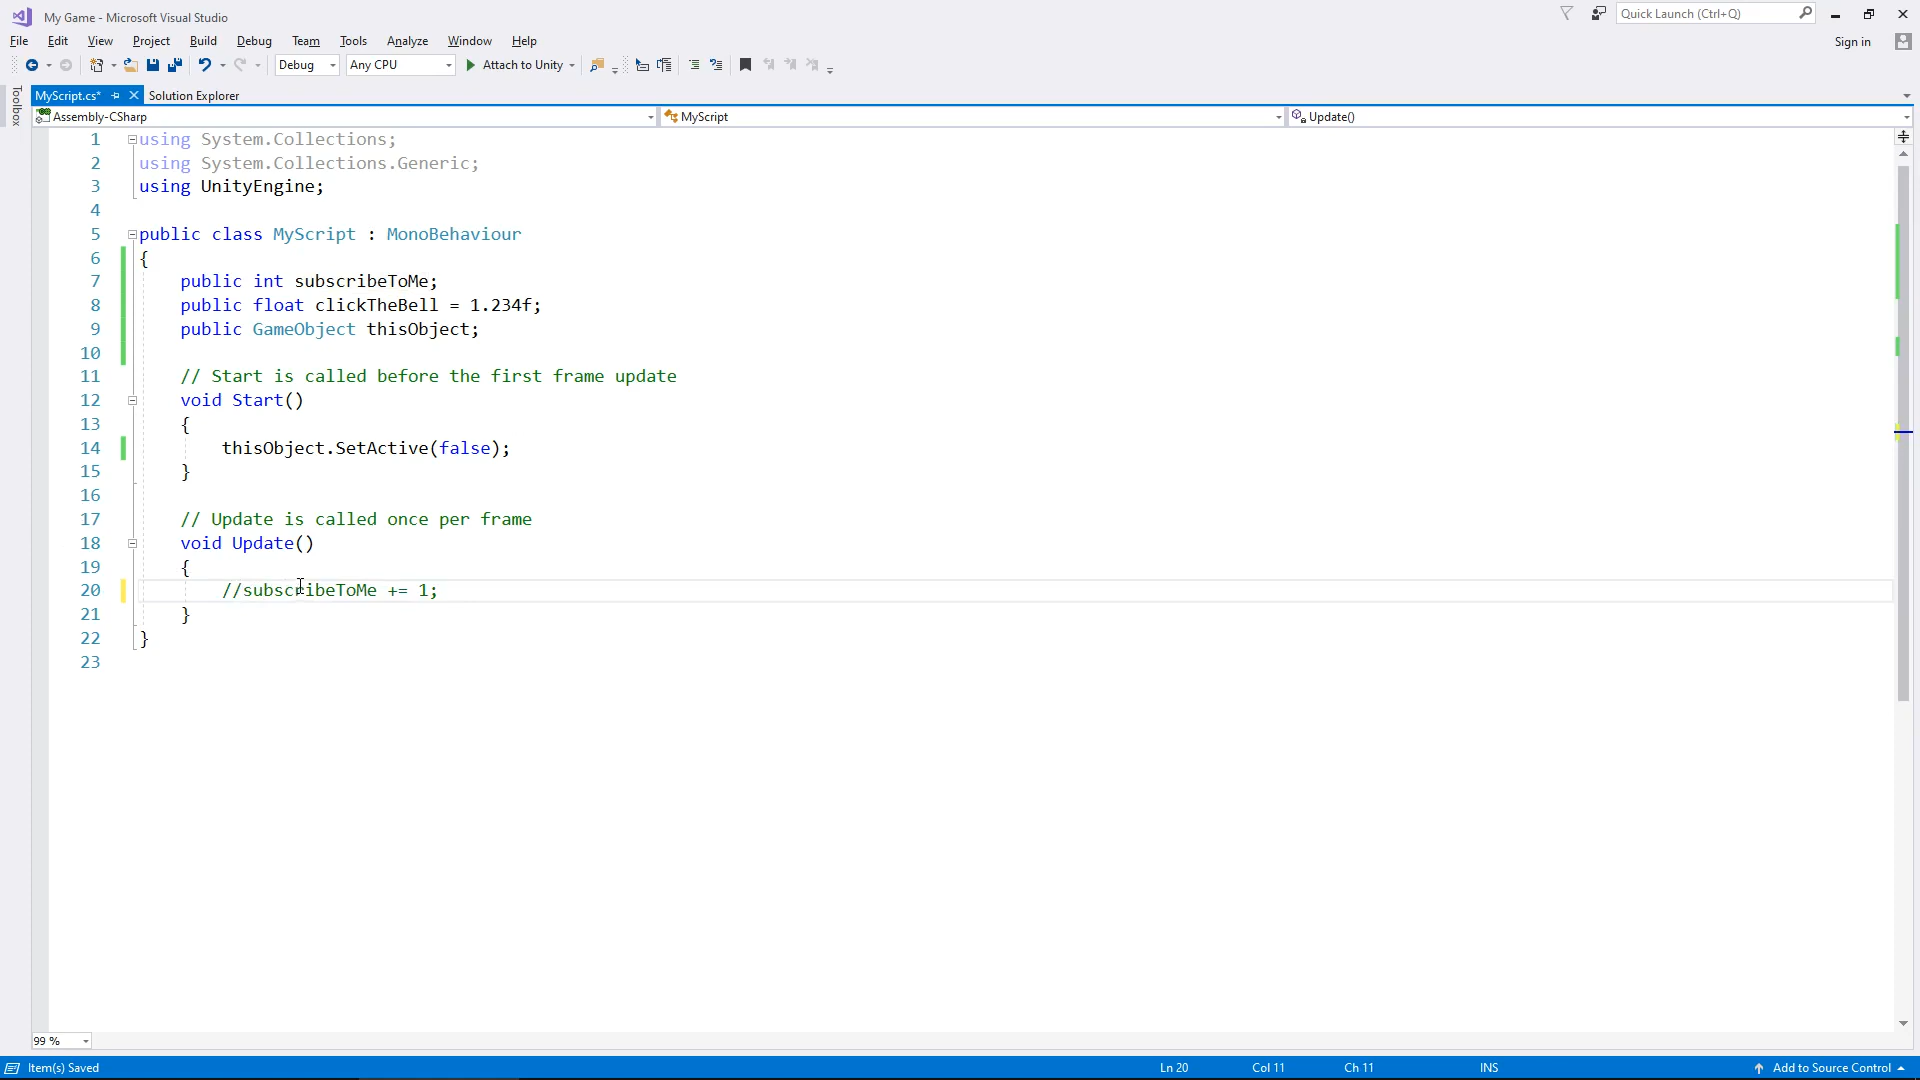 My Game - Microsoft Visual Studio
Quick Launch (Ctrl+Q)
File Edit View Project Build Debug Team Tools Analyze Window Help
Sign in
Debug Any CPU Attach to Unity
Toolbox
MyScript.cs* Solution Explorer
Assembly-CSharp MyScript Update()
1 using System.Collections;
2 using System.Collections.Generic;
3 using UnityEngine;
4
5 public class MyScript : MonoBehaviour
6 {
7 public int subscribeToMe;
8 public float clickTheBell = 1.234f;
9 public GameObject thisObject;
10
11 // Start is called before the first frame update
12 void Start()
13 {
14 thisObject.SetActive(false);
15 }
16
17 // Update is called once per frame
18 void Update()
19 {
20 //subscribeToMe += 1;
21 }
22 }
23
99 %
Item(s) Saved Ln 20 Col 11 Ch 11 INS Add to Source Control